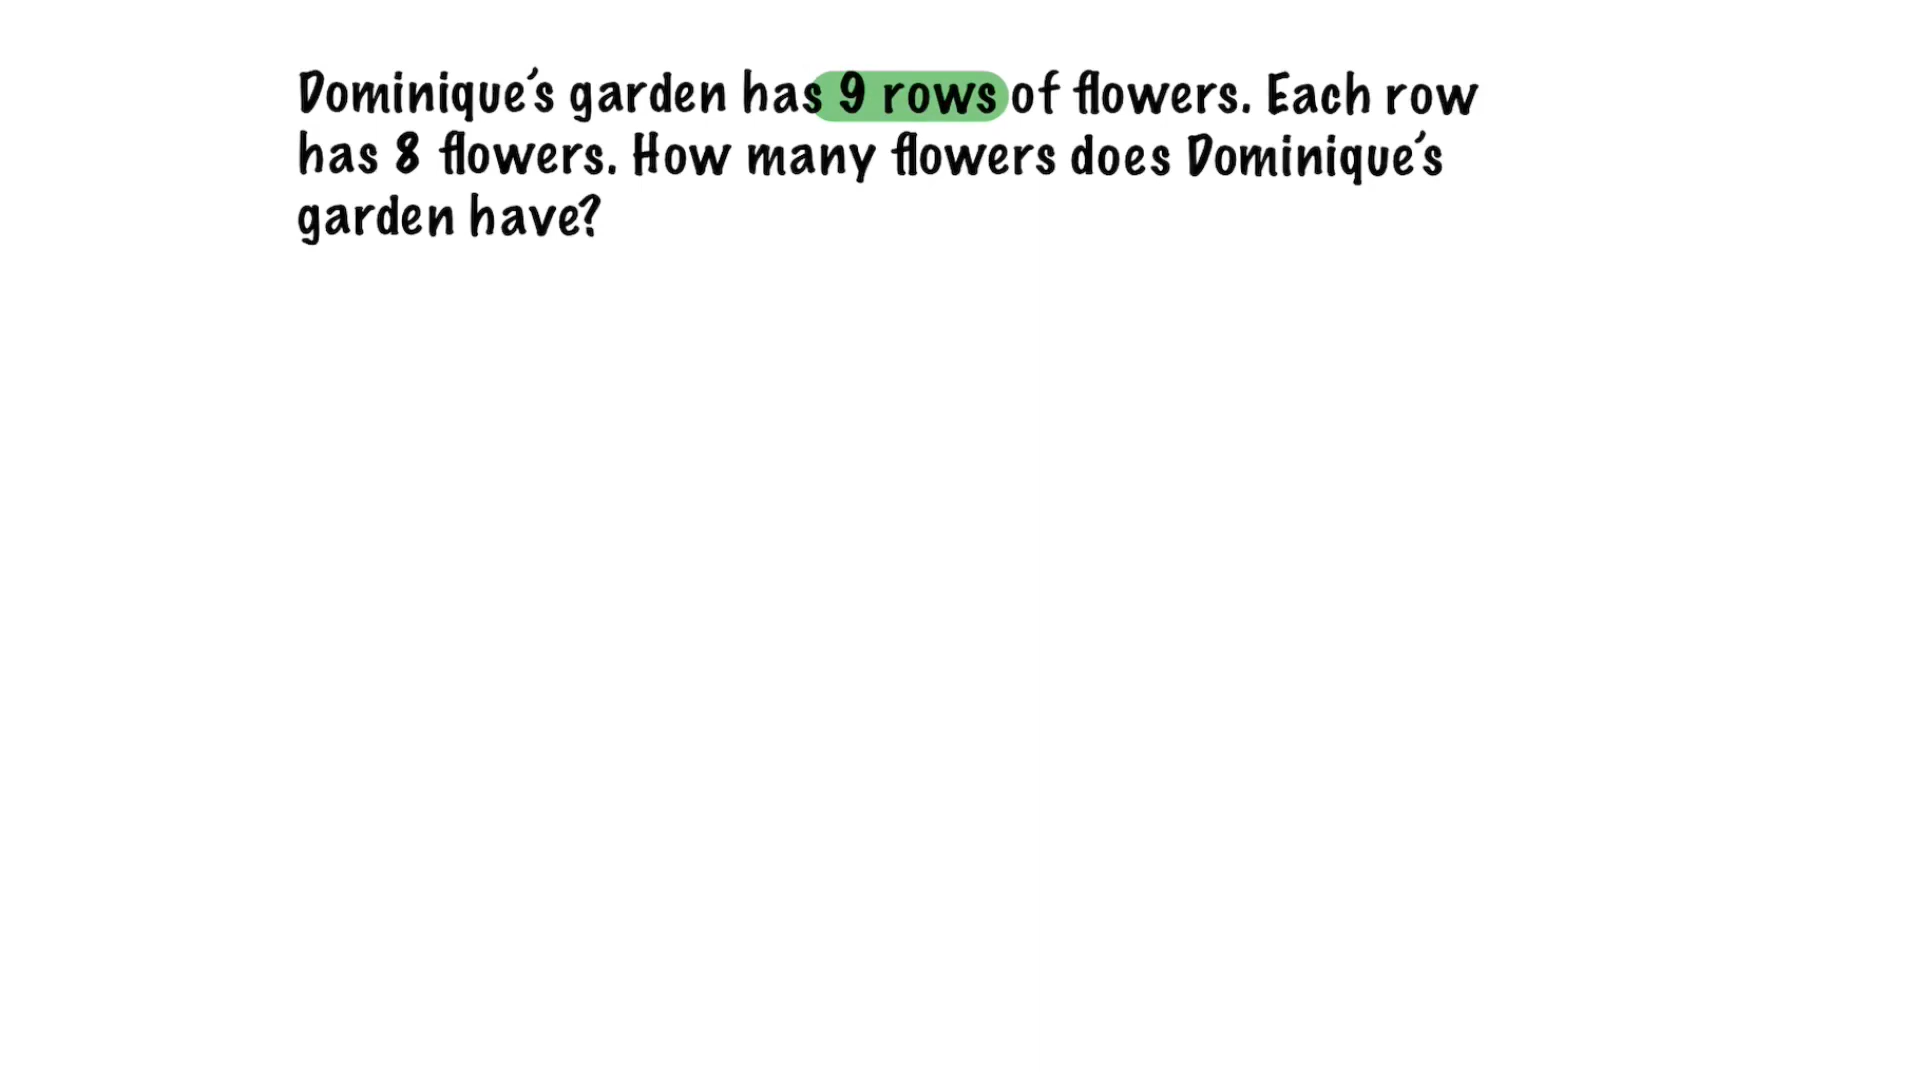 Dominique's garden has 9 rows of flowers. Each row
has 8 flowers. How many flowers does Dominique's
garden have?